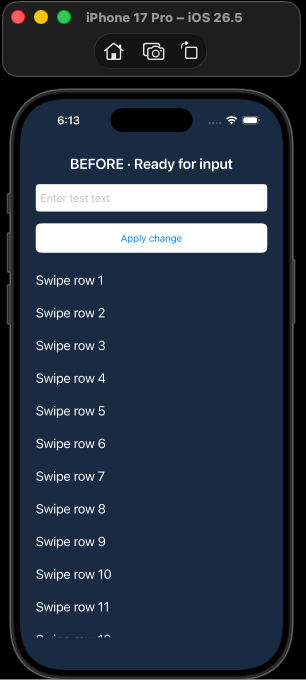 iPhone 17 Pro – iOS 26.5
6:13
BEFORE · Ready for input
Enter test text
Apply change
Swipe row 1
Swipe row 2
Swipe row 3
Swipe row 4
Swipe row 5
Swipe row 6
Swipe row 7
Swipe row 8
Swipe row 9
Swipe row 10
Swipe row 11